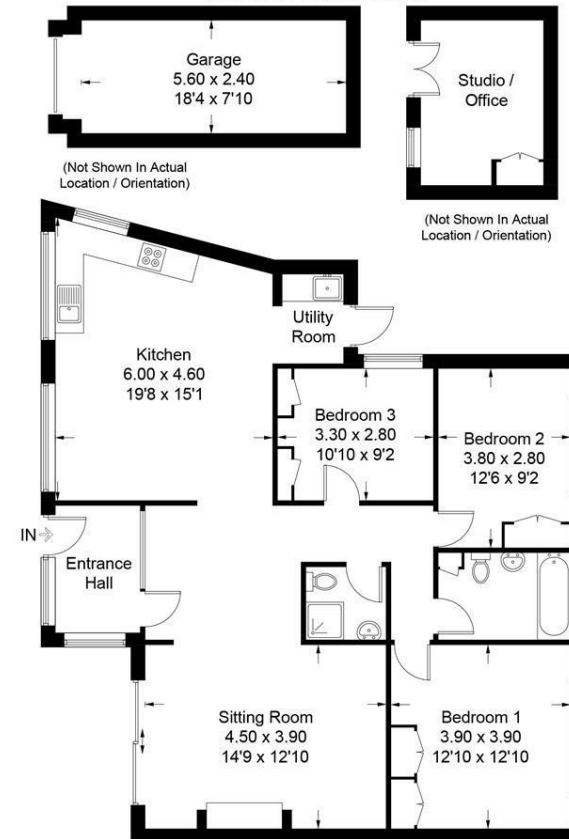 Garage
5.60 x 2.40
18'4 x 7'10
(Not Shown In Actual
Location / Orientation)
Studio /
Office
(Not Shown In Actual
Location / Orientation)
Utility
Room
Kitchen
6.00 x 4.60
19'8 x 15'1
Bedroom 3
3.30 x 2.80
10'10 x 9'2
Bedroom 2
3.80 x 2.80
12'6 x 9'2
IN
Entrance
Hall
Sitting Room
4.50 x 3.90
14'9 x 12'10
Bedroom 1
3.90 x 3.90
12'10 x 12'10